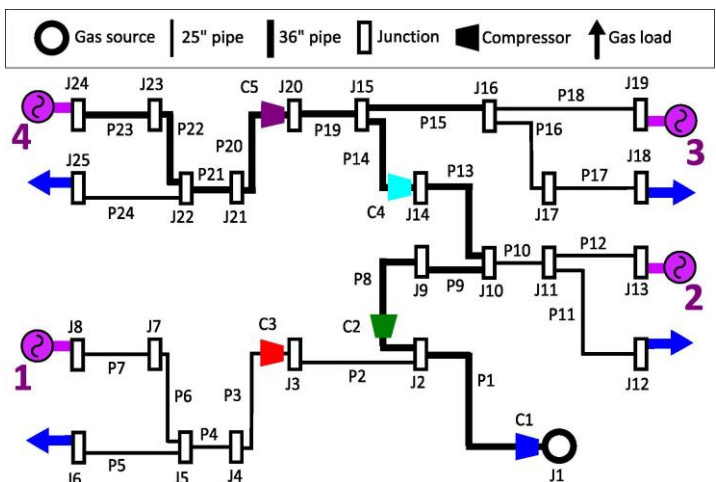 Gas source 25" pipe 36" pipe Junction Compressor Gas load
J24 J23 C5 J20 J15 J16 J19
P18
P23 P22 P19 P15 P16
4 P20 3
J25 P14 P13 J18
P21 P17
P24 J22 J21 C4 J14 J17
P10 P12
P8 J9 P9 J10 J11 J13 2
P11
C2
J8 J7 C3
1 P7 P6 P3 J3 P2 J2 P1 J12
P4 C1
P5
J6 J5 J4 J1